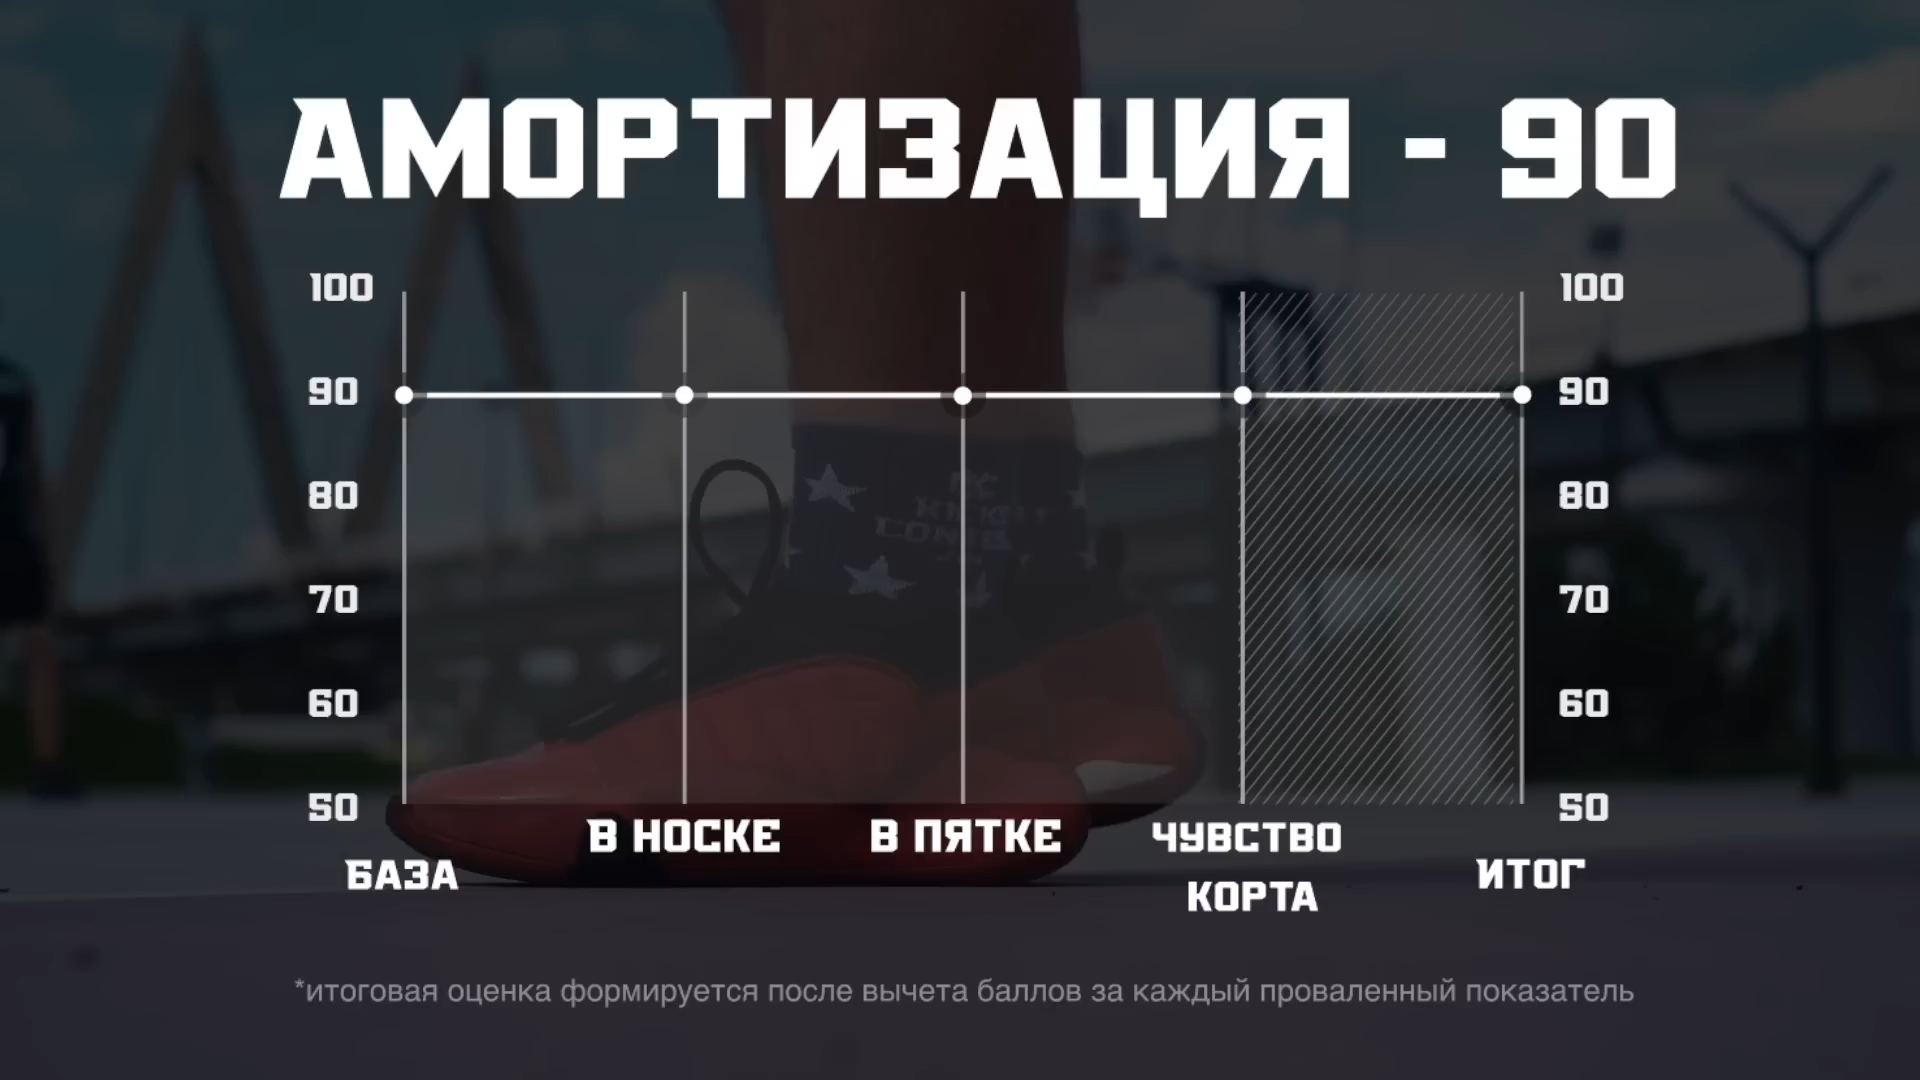 АМОРТИЗАЦИЯ - 90
100
100
90
90
80
80
70
70
60
60
50
50
БАЗА
В НОСКЕ
В ПЯТКЕ
ЧУВСТВО
КОРТА
ИТОГ
*итоговая оценка формируется после вычета баллов за каждый проваленный показатель